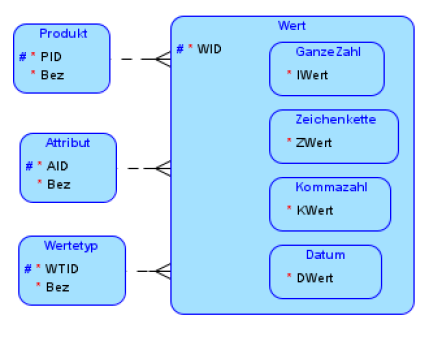 Produkt
# * PID
* Bez
Attribut
# * AID
* Bez
Wertetyp
# * WTID
* Bez
Wert
# * WID
GanzeZahl
* IWert
Zeichenkette
* ZWert
Kommazahl
* KWert
Datum
* DWert